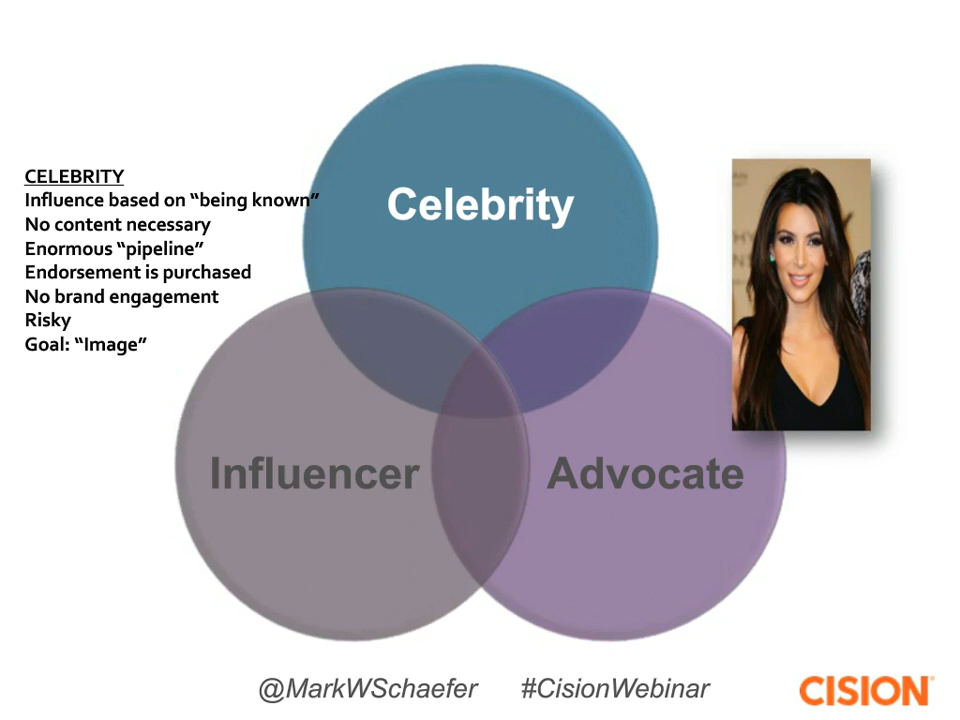 CELEBRITY
Influence based on “being known”
No content necessary
Enormous “pipeline”
Endorsement is purchased
No brand engagement
Risky
Goal: “Image”
Celebrity
Influencer
Advocate
@MarkWSchaefer #CisionWebinar
CISION